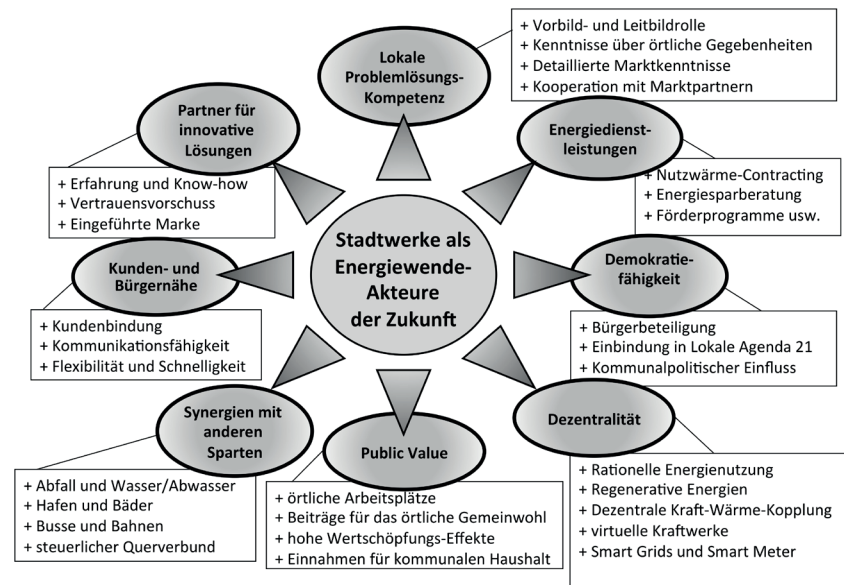 Lokale
Problemlösungs-
Kompetenz
+ Vorbild- und Leitbildrolle
+ Kenntnisse über örtliche Gegebenheiten
+ Detaillierte Marktkenntnisse
+ Kooperation mit Marktpartnern
Partner für
innovative
Lösungen
+ Erfahrung und Know-how
+ Vertrauensvorschuss
+ Eingeführte Marke
Energiedienst-
leistungen
+ Nutzwärme-Contracting
+ Energiesparberatung
+ Förderprogramme usw.
Stadtwerke als
Energiewende-
Akteure
der Zukunft
Kunden- und
Bürgernähe
+ Kundenbindung
+ Kommunikationsfähigkeit
+ Flexibilität und Schnelligkeit
Demokratie-
fähigkeit
+ Bürgerbeteiligung
+ Einbindung in Lokale Agenda 21
+ Kommunalpolitischer Einfluss
Synergien mit
anderen
Sparten
+ Abfall und Wasser/Abwasser
+ Hafen und Bäder
+ Busse und Bahnen
+ steuerlicher Querverbund
Public Value
+ örtliche Arbeitsplätze
+ Beiträge für das örtliche Gemeinwohl
+ hohe Wertschöpfungs-Effekte
+ Einnahmen für kommunalen Haushalt
Dezentralität
+ Rationelle Energienutzung
+ Regenerative Energien
+ Dezentrale Kraft-Wärme-Kopplung
+ virtuelle Kraftwerke
+ Smart Grids und Smart Meter